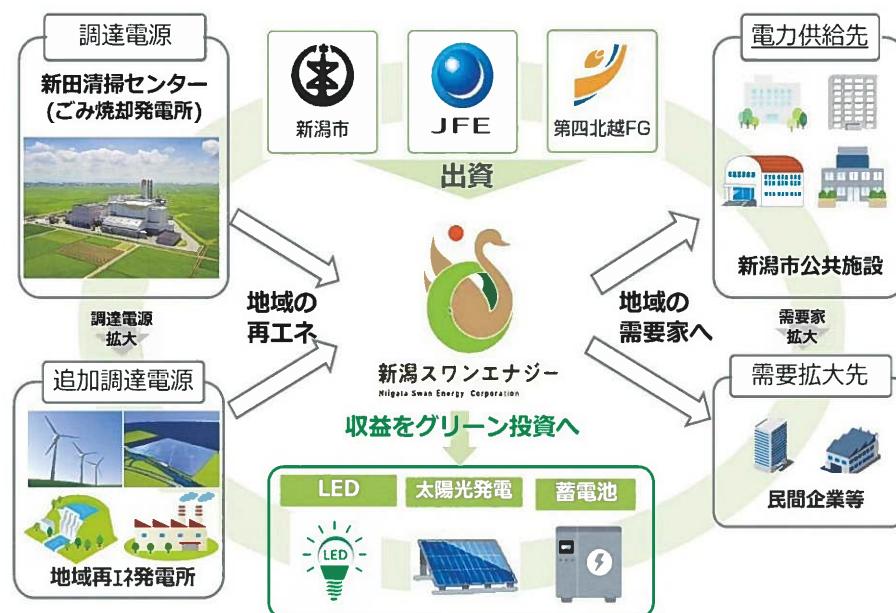 調達電源
新田清掃センター
(ごみ焼却発電所)
新潟市
JFE
第四北越FG
出資
電力供給先
新潟市公共施設
調達電源
拡大
地域の
再エネ
新潟スワンエナジー
Niigata Swan Energy Corporation
地域の
需要家へ
需要家
拡大
追加調達電源
地域再エネ発電所
収益をグリーン投資へ
LED
太陽光発電
蓄電池
LED
需要拡大先
民間企業等